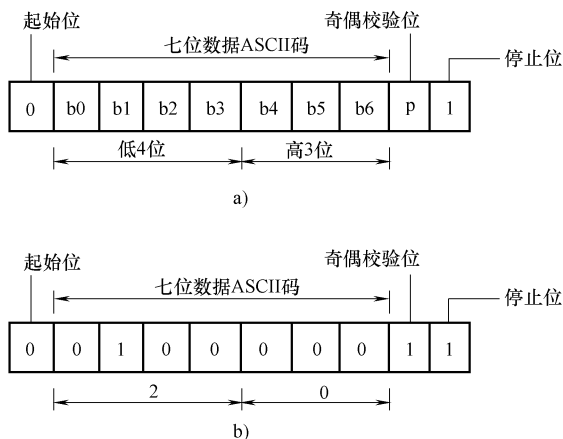 起始位
奇偶校验位
七位数据ASCII码
停止位
0 b0 b1 b2 b3 b4 b5 b6 p 1
低4位 高3位
a)
起始位
奇偶校验位
七位数据ASCII码
停止位
0 0 1 0 0 0 0 0 1 1
2 0
b)